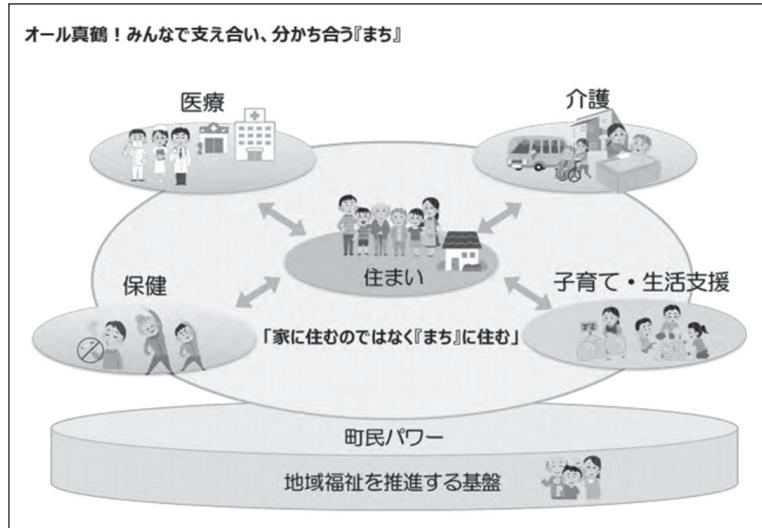 オール真鶴！みんなで支え合い、分かち合う『まち』
医療
介護
住まい
保健
子育て・生活支援
「家に住むのではなく『まち』に住む」
町民パワー
地域福祉を推進する基盤